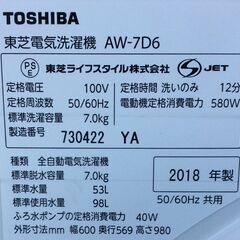 TOSHIBA
東芝電気洗濯機 AW-7D6
PS E 東芝ライフスタイル株式会社 S JET
定格電圧 100V 定格時間 洗いのみ 12分
定格周波数 50/60Hz 電動機定格消費電力 580W
標準洗濯容量 7.0kg
製造番号 730422 YA
品名 全自動電気洗濯機
標準脱水容量 7.0kg
標準水量 53L
標準使用水量 98L
2018 年製
50/60Hz 共用
ふろ水ポンプの定格消費電力 40W
外形寸法(mm) 幅600 奥行569 高さ980